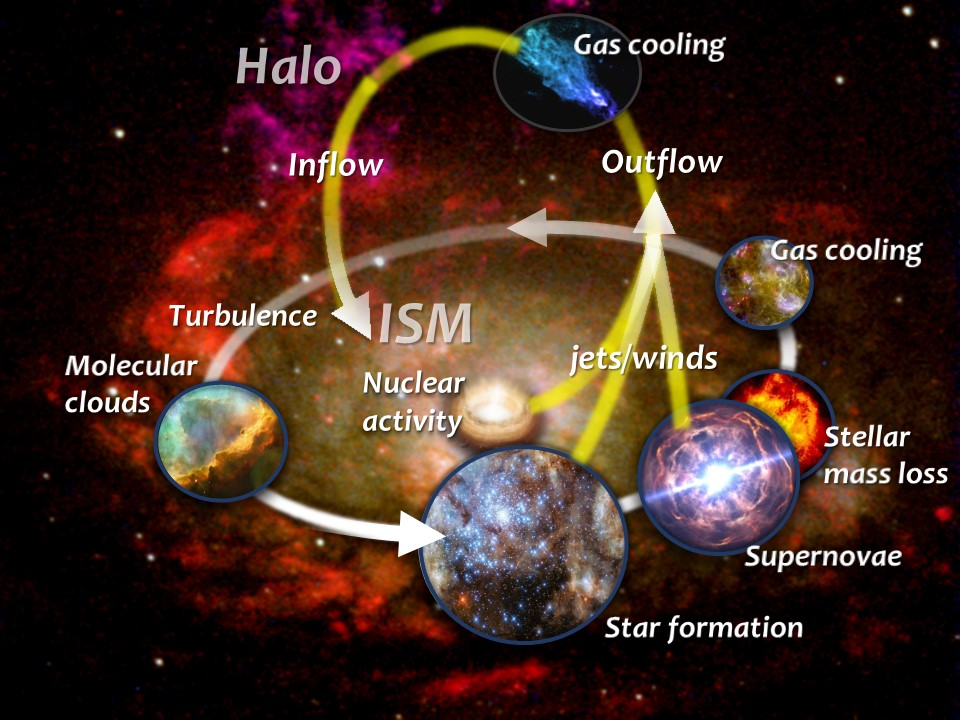 Halo
Gas cooling
Inflow
Outflow
Gas cooling
Turbulence
ISM
Molecular
clouds
jets/winds
Nuclear
activity
Stellar
mass loss
Supernovae
Star formation